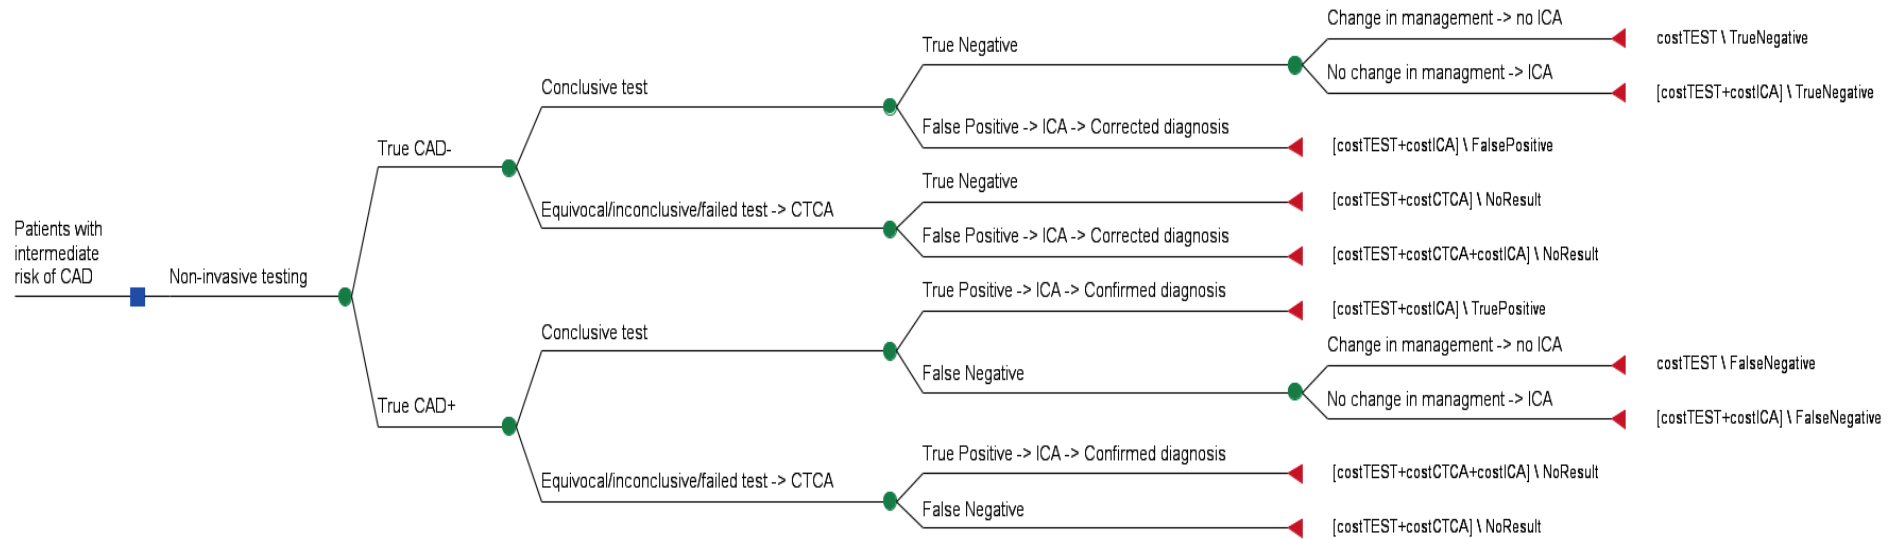 Change in management -> no ICA
costTEST \ TrueNegative
True Negative
No change in managment -> ICA
[costTEST+costICA] \ TrueNegative
Conclusive test
False Positive -> ICA -> Corrected diagnosis
[costTEST+costICA] \ FalsePositive
True CAD-
True Negative
[costTEST+costCTCA] \ NoResult
Equivocal/inconclusive/failed test -> CTCA
False Positive -> ICA -> Corrected diagnosis
[costTEST+costCTCA+costICA] \ NoResult
Patients with
intermediate
risk of CAD
Non-invasive testing
True Positive -> ICA -> Confirmed diagnosis
[costTEST+costICA] \ TruePositive
Conclusive test
Change in management -> no ICA
costTEST \ FalseNegative
False Negative
No change in managment -> ICA
[costTEST+costICA] \ FalseNegative
True CAD+
True Positive -> ICA -> Confirmed diagnosis
[costTEST+costCTCA+costICA] \ NoResult
Equivocal/inconclusive/failed test -> CTCA
False Negative
[costTEST+costCTCA] \ NoResult